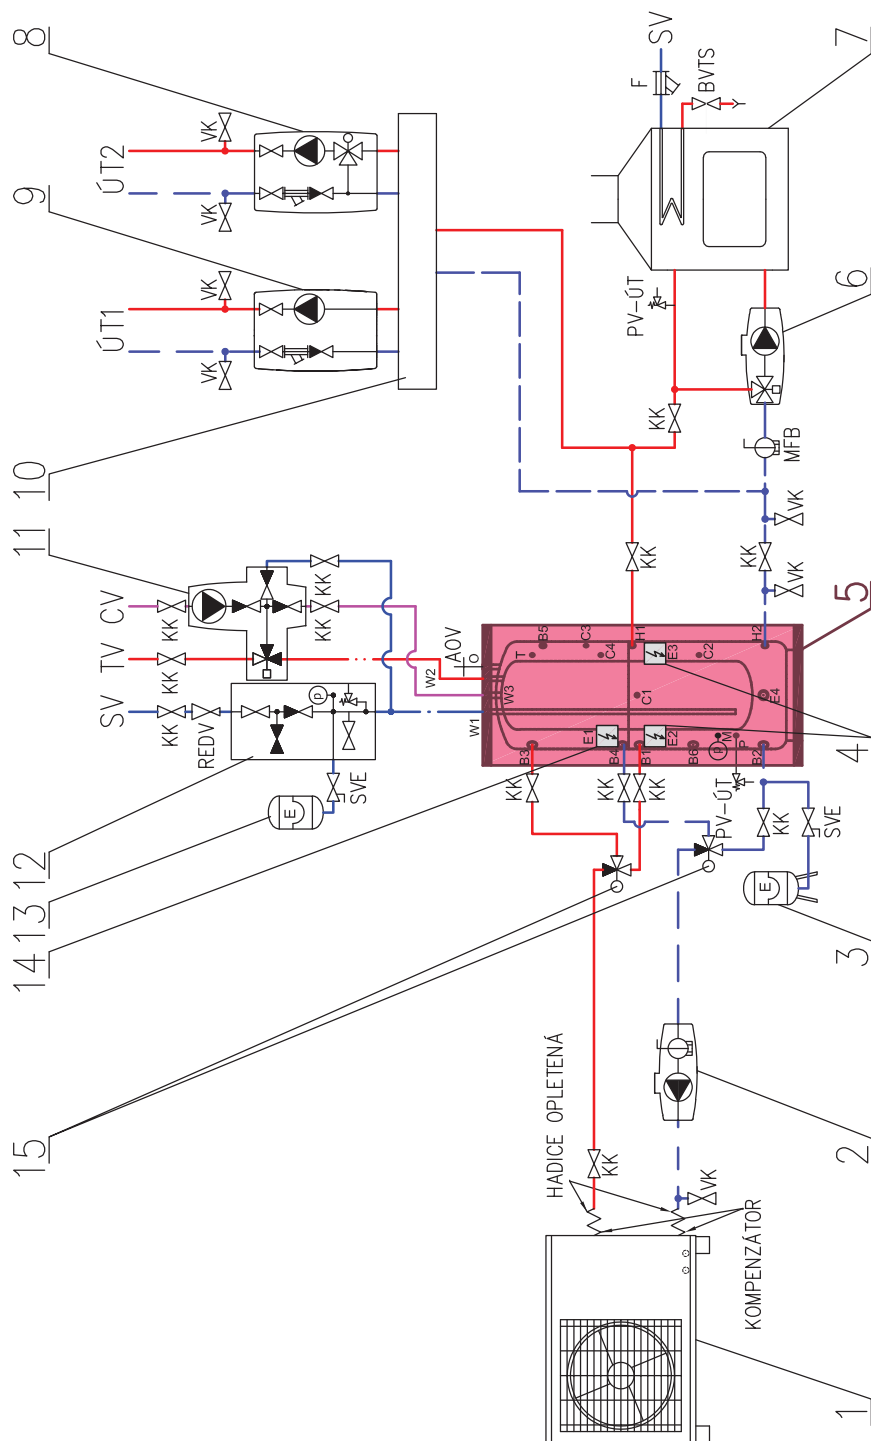 8
9
10
11
12
13
14
15
ÚT2
ÚT1
VK
VK
VK
VK
SV
F
BVTS
7
PV-ÚT
6
KK
MFB
VK
KK
VK
KK
CV
TV
SV
KK
KK
KK
REDV
KK
KK
p
E
SVE
AOV
W2
W3
W1
T
B5
C3
C4
H1
E3
C2
H2
C1
E4
E1
E2
B3
B4
B1
B6
p
M
P
B2
5
4
KK
KK
KK
PV-ÚT
KK
SVE
E
3
HADICE OPLETENÁ
KK
VK
KOMPENZÁTOR
2
1